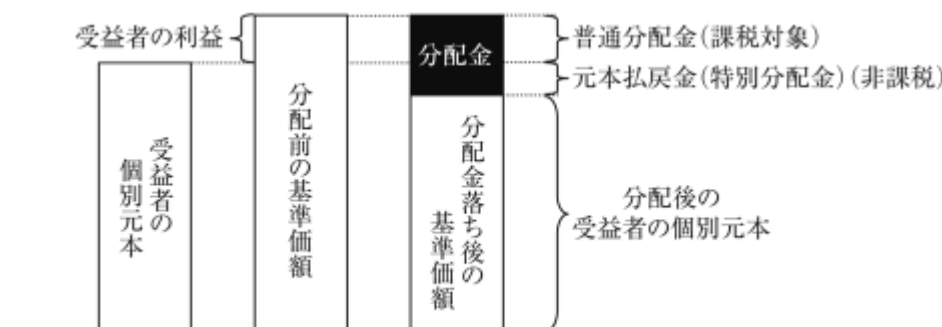 受益者の利益
分配金
普通分配金(課税対象)
元本払戻金(特別分配金)(非課税)
受益者の
個別元本
分配前の基準価額
分配金落ち後の
基準価額
分配後の
受益者の個別元本